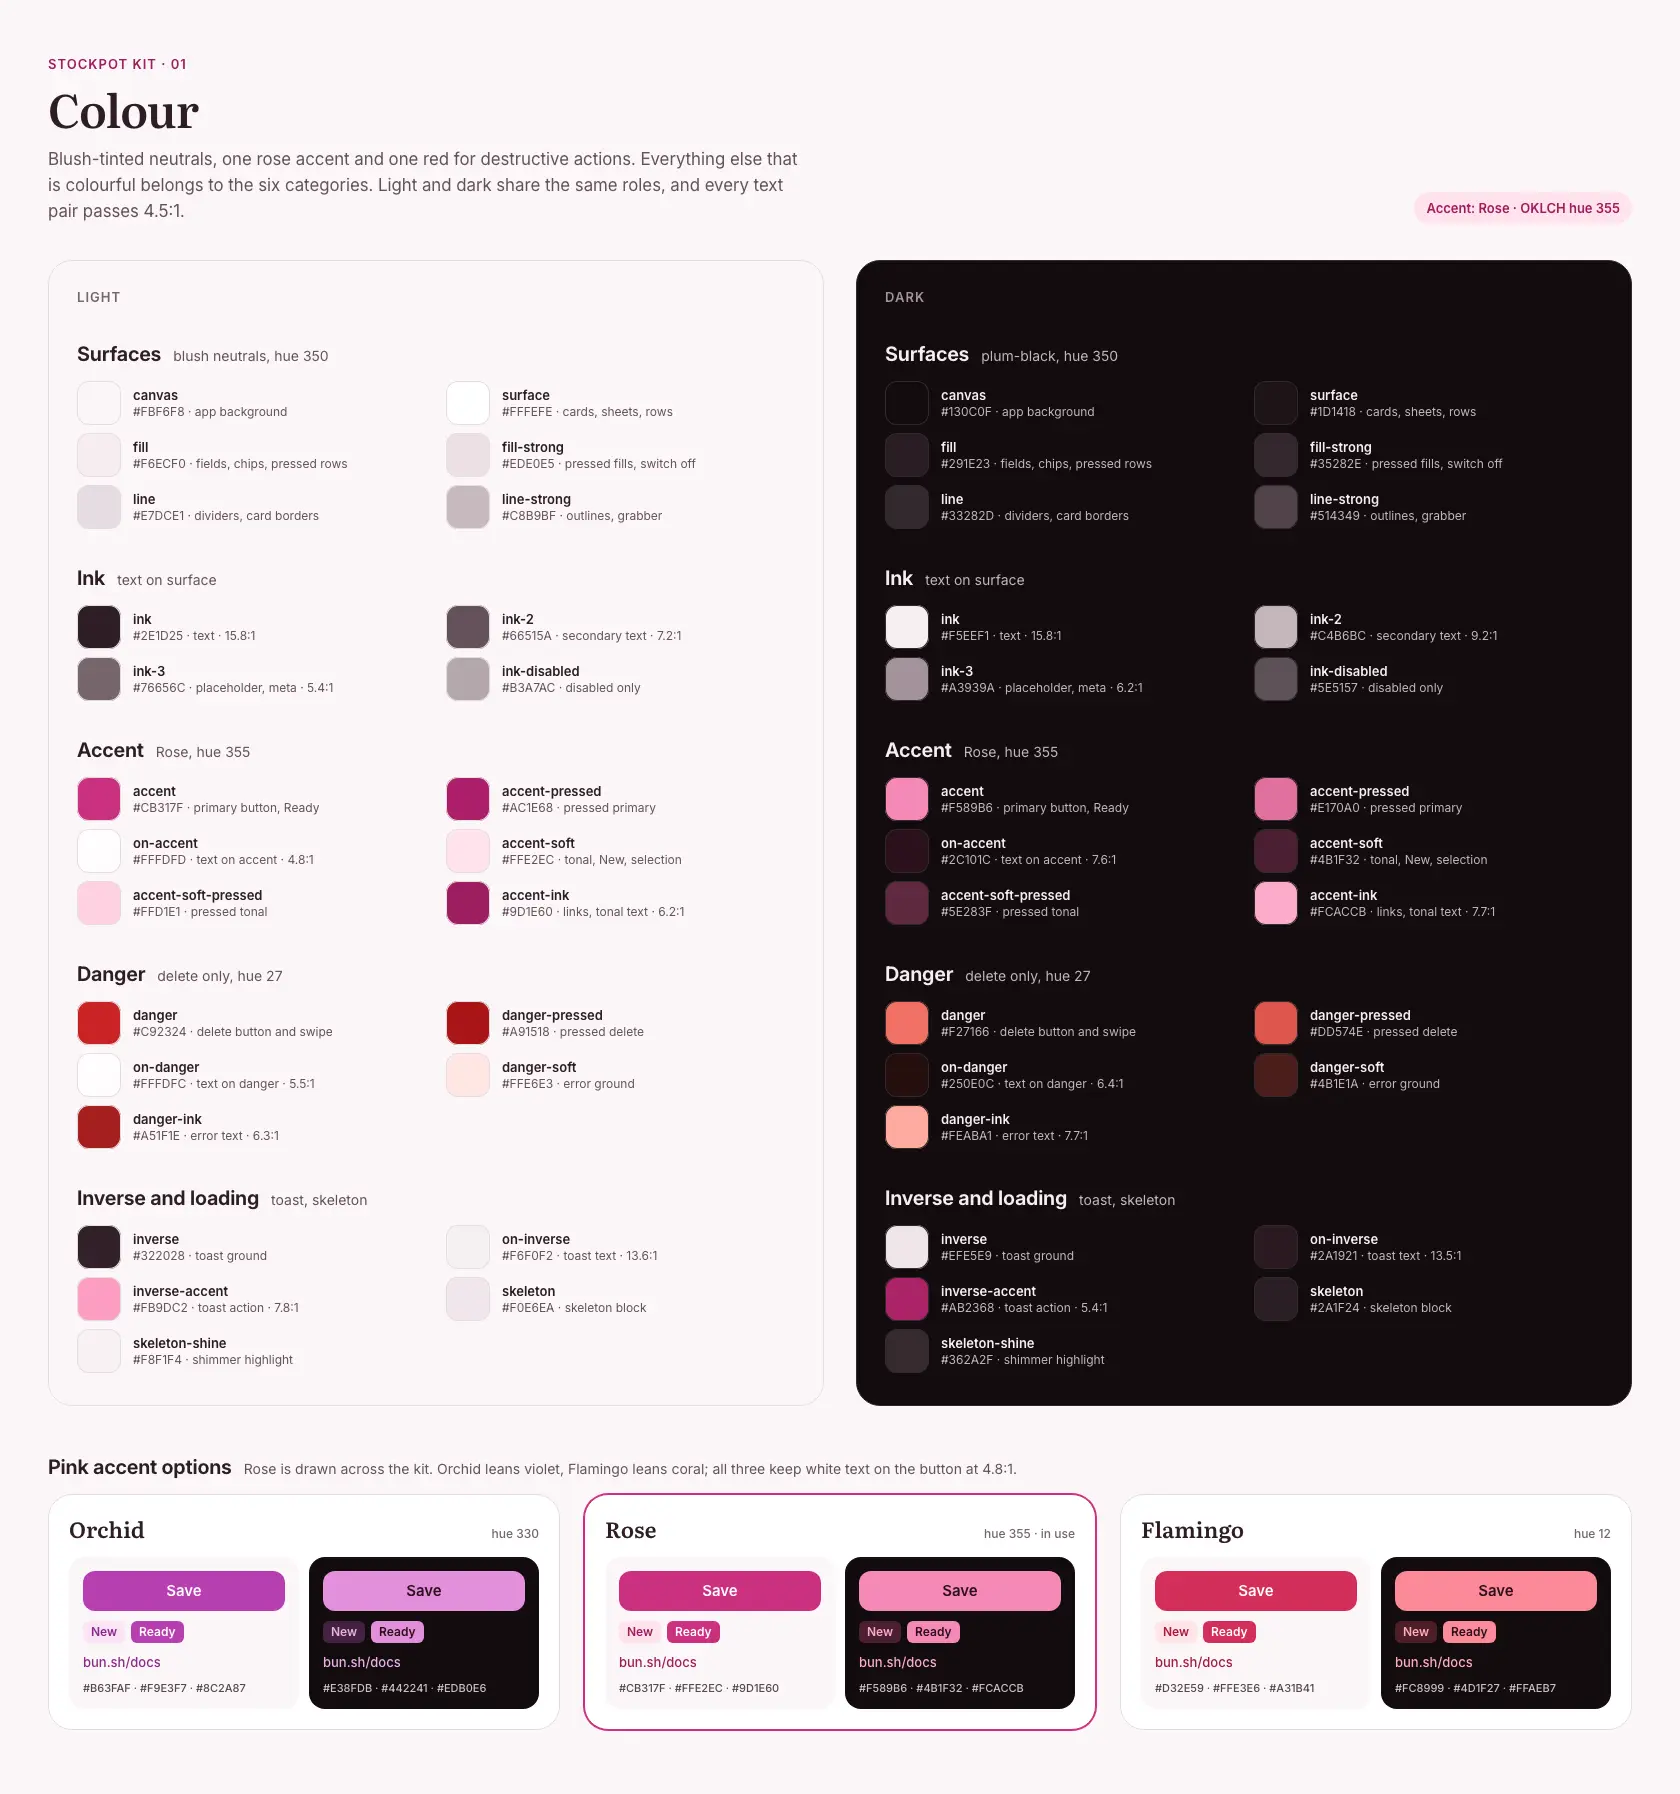 STOCKPOT KIT · 01
Colour
Blush-tinted neutrals, one rose accent and one red for destructive actions. Everything else that
is colourful belongs to the six categories. Light and dark share the same roles, and every text
pair passes 4.5:1.
Accent: Rose · OKLCH hue 355
LIGHT
Surfaces blush neutrals, hue 350
canvas
#FBF6F8 · app background
surface
#FFFEFE · cards, sheets, rows
fill
#F6ECF0 · fields, chips, pressed rows
fill-strong
#EDE0E5 · pressed fills, switch off
line
#E7DCE1 · dividers, card borders
line-strong
#C8B9BF · outlines, grabber
Ink text on surface
ink
#2E1D25 · text · 15.8:1
ink-2
#66515A · secondary text · 7.2:1
ink-3
#76656C · placeholder, meta · 5.4:1
ink-disabled
#B3A7AC · disabled only
Accent Rose, hue 355
accent
#CB317F · primary button, Ready
accent-pressed
#AC1E68 · pressed primary
on-accent
#FFFDFD · text on accent · 4.8:1
accent-soft
#FFE2EC · tonal, New, selection
accent-soft-pressed
#FFD1E1 · pressed tonal
accent-ink
#9D1E60 · links, tonal text · 6.2:1
Danger delete only, hue 27
danger
#C92324 · delete button and swipe
danger-pressed
#A91518 · pressed delete
on-danger
#FFFDFC · text on danger · 5.5:1
danger-soft
#FFE6E3 · error ground
danger-ink
#A51F1E · error text · 6.3:1
Inverse and loading toast, skeleton
inverse
#322028 · toast ground
on-inverse
#F6F0F2 · toast text · 13.6:1
inverse-accent
#FB9DC2 · toast action · 7.8:1
skeleton
#F0E6EA · skeleton block
skeleton-shine
#F8F1F4 · shimmer highlight
DARK
Surfaces plum-black, hue 350
canvas
#130C0F · app background
surface
#1D1418 · cards, sheets, rows
fill
#291E23 · fields, chips, pressed rows
fill-strong
#35282E · pressed fills, switch off
line
#33282D · dividers, card borders
line-strong
#514349 · outlines, grabber
Ink text on surface
ink
#F5EEF1 · text · 15.8:1
ink-2
#C4B6BC · secondary text · 9.2:1
ink-3
#A3939A · placeholder, meta · 6.2:1
ink-disabled
#5E5157 · disabled only
Accent Rose, hue 355
accent
#F589B6 · primary button, Ready
accent-pressed
#E170A0 · pressed primary
on-accent
#2C101C · text on accent · 7.6:1
accent-soft
#4B1F32 · tonal, New, selection
accent-soft-pressed
#5E283F · pressed tonal
accent-ink
#FCACCB · links, tonal text · 7.7:1
Danger delete only, hue 27
danger
#F27166 · delete button and swipe
danger-pressed
#DD574E · pressed delete
on-danger
#250E0C · text on danger · 6.4:1
danger-soft
#4B1E1A · error ground
danger-ink
#FEABA1 · error text · 7.7:1
Inverse and loading toast, skeleton
inverse
#EFE5E9 · toast ground
on-inverse
#2A1921 · toast text · 13.5:1
inverse-accent
#AB2368 · toast action · 5.4:1
skeleton
#2A1F24 · skeleton block
skeleton-shine
#362A2F · shimmer highlight
Pink accent options Rose is drawn across the kit. Orchid leans violet, Flamingo leans coral; all three keep white text on the button at 4.8:1.
Orchid hue 330
Save
New Ready
bun.sh/docs
#B63FAF · #F9E3F7 · #8C2A87
Save
New Ready
bun.sh/docs
#E38FDB · #442241 · #EDB0E6
Rose hue 355 · in use
Save
New Ready
bun.sh/docs
#CB317F · #FFE2EC · #9D1E60
Save
New Ready
bun.sh/docs
#F589B6 · #4B1F32 · #FCACCB
Flamingo hue 12
Save
New Ready
bun.sh/docs
#D32E59 · #FFE3E6 · #A31B41
Save
New Ready
bun.sh/docs
#FC8999 · #4D1F27 · #FFAEB7